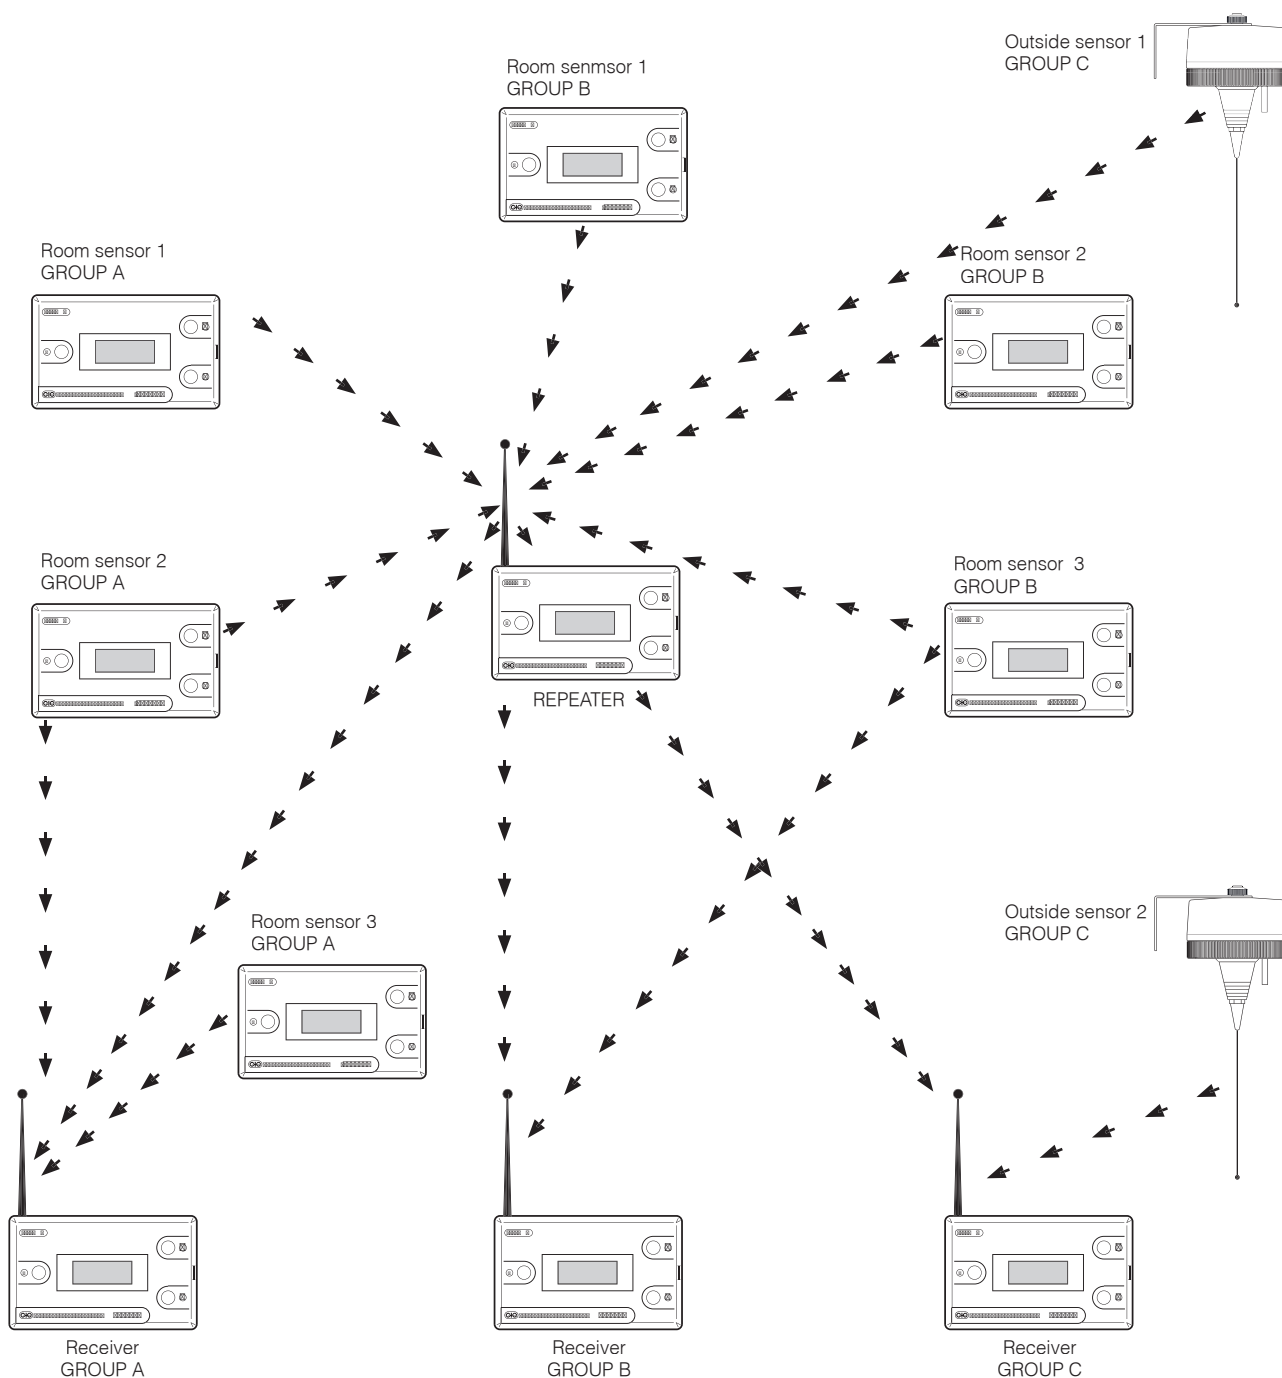 Outside sensor 1
GROUP C
Room senmsor 1
GROUP B
Room sensor 1
GROUP A
Room sensor 2
GROUP B
Room sensor 2
GROUP A
Room sensor 3
GROUP B
REPEATER
Room sensor 3
GROUP A
Outside sensor 2
GROUP C
Receiver
GROUP A
Receiver
GROUP B
Receiver
GROUP C